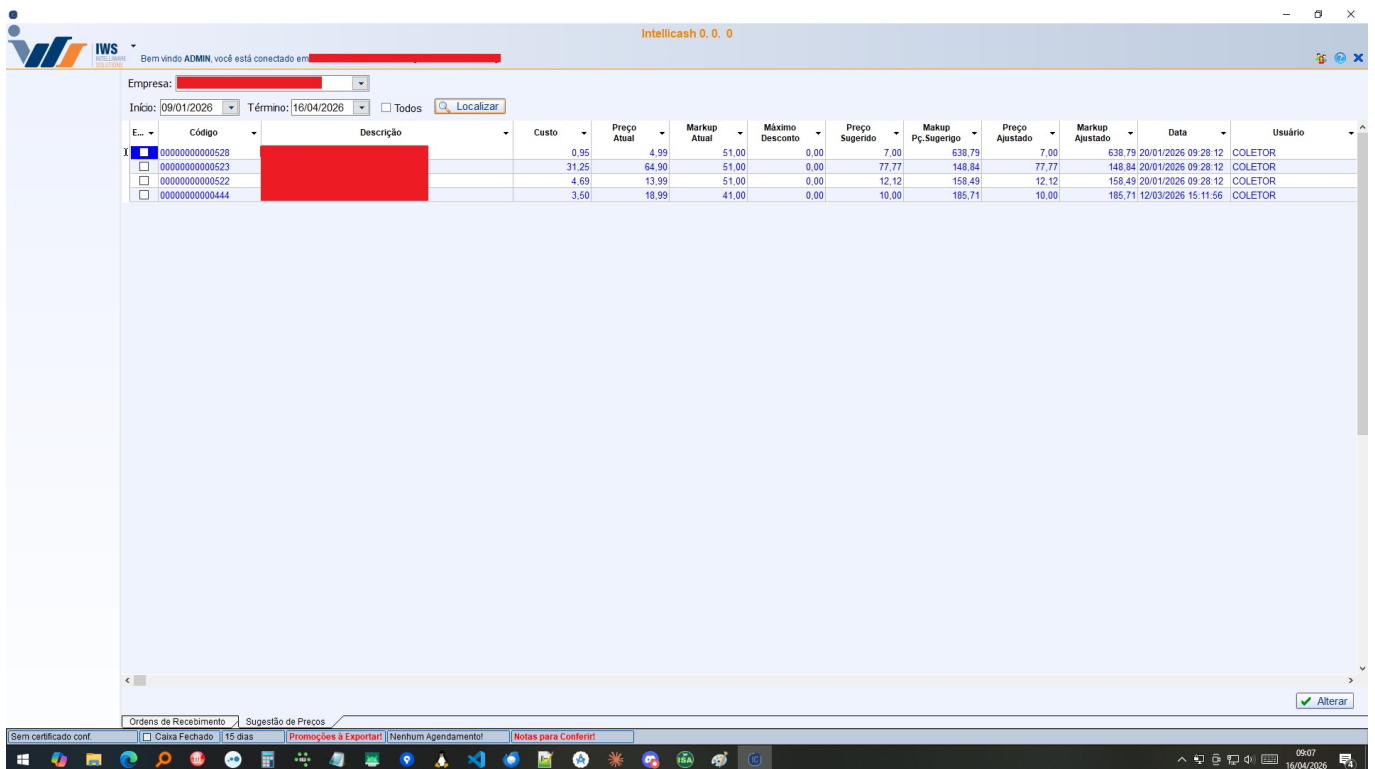 Intellicash 0. 0. 0
IWS
INTELLIWARE
SOLUTIONS
Bem vindo ADMIN, você está conectado em
Empresa:
Início: 09/01/2026 Término: 16/04/2026 Todos Localizar
E... Código Descrição Custo Preço Atual Markup Atual Máximo Desconto Preço Sugerido Makup Pç.Sugerigo Preço Ajustado Markup Ajustado Data Usuário
00000000000528 0,95 4,99 51,00 0,00 7,00 638,79 7,00 638,79 20/01/2026 09:28:12 COLETOR
00000000000523 31,25 64,90 51,00 0,00 77,77 148,84 77,77 148,84 20/01/2026 09:28:12 COLETOR
00000000000522 4,69 13,99 51,00 0,00 12,12 158,49 12,12 158,49 20/01/2026 09:28:12 COLETOR
00000000000444 3,50 18,99 41,00 0,00 10,00 185,71 10,00 185,71 12/03/2026 15:11:56 COLETOR
Alterar
Ordens de Recebimento Sugestão de Preços
Sem certificado conf. Caixa Fechado 15 dias Promoções à Exportar! Nenhum Agendamento! Notas para Conferir!
ISA
IC
09:07
16/04/2026
4